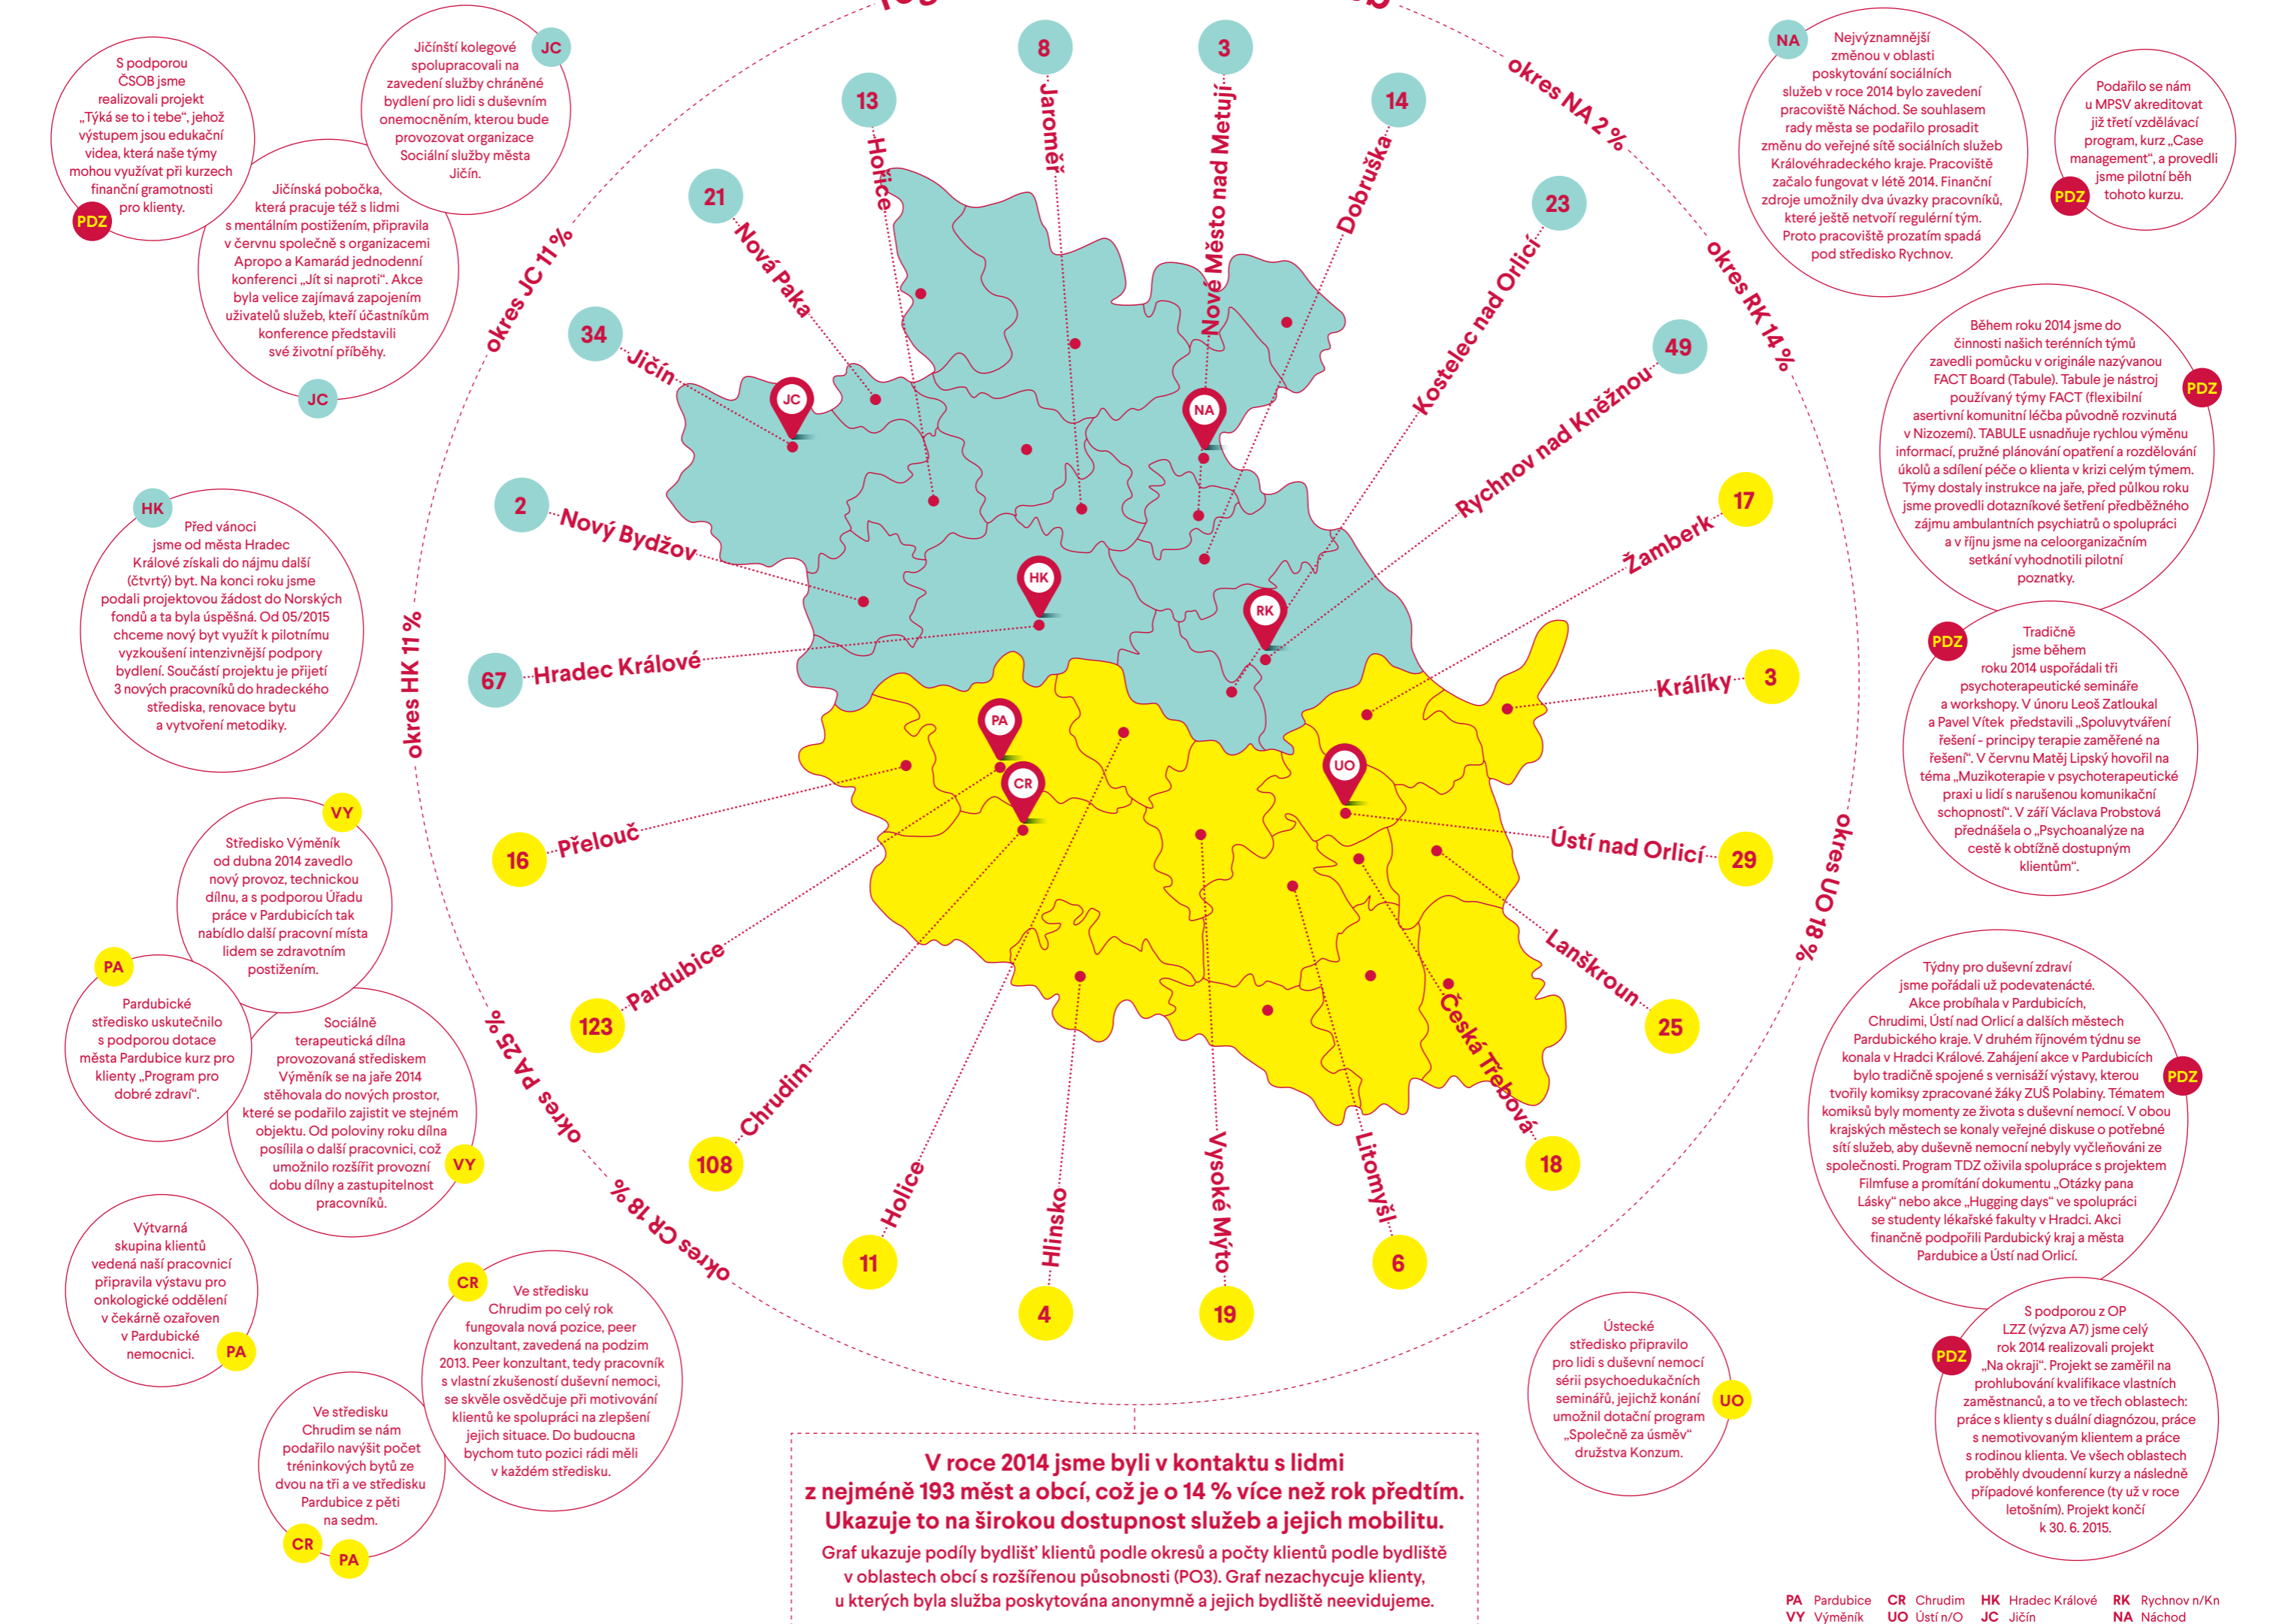 S podporou
ČSOB jsme
realizovali projekt
„Týká se to i tebe“, jehož
výstupem jsou edukační
videa, která naše týmy
mohou využívat při kurzech
finanční gramotnosti
pro klienty.
PDZ
Jičínští kolegové
spolupracovali na
zavedení služby chráněné
bydlení pro lidi s duševním
onemocněním, kterou bude
provozovat organizace
Sociální služby města
Jičín.
JC
Jičínská pobočka,
která pracuje též s lidmi
s mentálním postižením, připravila
v červnu společně s organizacemi
Apropo a Kamarád jednodenní
konferenci „Jít si naproti“. Akce
byla velice zajímavá zapojením
uživatelů služeb, kteří účastníkům
konference představili
své životní příběhy.
JC
HK
Před vánoci
jsme od města Hradec
Králové získali do nájmu další
(čtvrtý) byt. Na konci roku jsme
podali projektovou žádost do Norských
fondů a ta byla úspěšná. Od 05/2015
chceme nový byt využít k pilotnímu
vyzkoušení intenzivnější podpory
bydlení. Součástí projektu je přijetí
3 nových pracovníků do hradeckého
střediska, renovace bytu
a vytvoření metodiky.
VY
Středisko Výměník
od dubna 2014 zavedlo
nový provoz, technickou
dílnu, a s podporou Úřadu
práce v Pardubicích tak
nabídlo další pracovní místa
lidem se zdravotním
postižením.
PA
Pardubické
středisko uskutečnilo
s podporou dotace
města Pardubice kurz pro
klienty „Program pro
dobré zdraví“.
Sociálně
terapeutická dílna
provozovaná střediskem
Výměník se na jaře 2014
stěhovala do nových prostor,
které se podařilo zajistit ve stejném
objektu. Od poloviny roku dílna
posílila o další pracovnici, což
umožnilo rozšířit provozní
dobu dílny a zastupitelnost
pracovníků.
VY
Výtvarná
skupina klientů
vedená naší pracovnicí
připravila výstavu pro
onkologické oddělení
v čekárně ozařoven
v Pardubické
nemocnici.
PA
CR
Ve středisku
Chrudim po celý rok
fungovala nová pozice, peer
konzultant, zavedená na podzim
2013. Peer konzultant, tedy pracovník
s vlastní zkušeností duševní nemoci,
se skvěle osvědčuje při motivování
klientů ke spolupráci na zlepšení
jejich situace. Do budoucna
bychom tuto pozici rádi měli
v každém středisku.
Ve středisku
Chrudim se nám
podařilo navýšit počet
tréninkových bytů ze
dvou na tři a ve středisku
Pardubice z pěti
na sedm.
CR
PA
okres JC 11 %
okres HK 11 %
okres PA 25 %
okres CR 18 %
okres NA 2 %
okres RK 14 %
okres UO 18 %
8
Jaroměř
3
Nové Město nad Metují
13
Hořice
14
Dobruška
21
Nová Paka
23
Kostelec nad Orlicí
34
Jičín
49
Rychnov nad Kněžnou
2
Nový Bydžov
17
Žamberk
67
Hradec Králové
3
Králíky
16
Přelouč
29
Ústí nad Orlicí
123
Pardubice
25
Lanškroun
108
Chrudim
18
Česká Třebová
11
Holice
6
Litomyšl
4
Hlinsko
19
Vysoké Mýto
JC
NA
HK
RK
PA
CR
UO
NA
Nejvýznamnější
změnou v oblasti
poskytování sociálních
služeb v roce 2014 bylo zavedení
pracoviště Náchod. Se souhlasem
rady města se podařilo prosadit
změnu do veřejné sítě sociálních služeb
Královéhradeckého kraje. Pracoviště
začalo fungovat v létě 2014. Finanční
zdroje umožnily dva úvazky pracovníků,
které ještě netvoří regulérní tým.
Proto pracoviště prozatím spadá
pod středisko Rychnov.
Podařilo se nám
u MPSV akreditovat
již třetí vzdělávací
program, kurz „Case
management“, a provedli
jsme pilotní běh
tohoto kurzu.
PDZ
Během roku 2014 jsme do
činnosti našich terénních týmů
zavedli pomůcku v originále nazývanou
FACT Board (Tabule). Tabule je nástroj
používaný týmy FACT (flexibilní
asertivní komunitní léčba původně rozvinutá
v Nizozemí). TABULE usnadňuje rychlou výměnu
informací, pružné plánování opatření a rozdělování
úkolů a sdílení péče o klienta v krizi celým týmem.
Týmy dostaly instrukce na jaře, před půlkou roku
jsme provedli dotazníkové šetření předběžného
zájmu ambulantních psychiatrů o spolupráci
a v říjnu jsme na celoorganizačním
setkání vyhodnotili pilotní
poznatky.
PDZ
PDZ
Tradičně
jsme během
roku 2014 uspořádali tři
psychoterapeutické semináře
a workshopy. V únoru Leoš Zatloukal
a Pavel Vítek představili „Spoluvytváření
řešení - principy terapie zaměřené na
řešení“. V červnu Matěj Lipský hovořil na
téma „Muzikoterapie v psychoterapeutické
praxi u lidí s narušenou komunikační
schopností“. V září Václava Probstová
přednášela o „Psychoanalýze na
cestě k obtížně dostupným
klientům“.
Týdny pro duševní zdraví
jsme pořádali už podevatenácté.
Akce probíhala v Pardubicích,
Chrudimi, Ústí nad Orlicí a dalších městech
Pardubického kraje. V druhém říjnovém týdnu se
konala v Hradci Králové. Zahájení akce v Pardubicích
bylo tradičně spojené s vernisáží výstavy, kterou
tvořily komiksy zpracované žáky ZUŠ Polabiny. Tématem
komiksů byly momenty ze života s duševní nemocí. V obou
krajských městech se konaly veřejné diskuse o potřebné
sítí služeb, aby duševně nemocní nebyly vyčleňováni ze
společnosti. Program TDZ oživila spolupráce s projektem
Filmfuse a promítání dokumentu „Otázky pana
Lásky“ nebo akce „Hugging days“ ve spolupráci
se studenty lékařské fakulty v Hradci. Akci
finančně podpořili Pardubický kraj a města
Pardubice a Ústí nad Orlicí.
PDZ
Ústecké
středisko připravilo
pro lidi s duševní nemocí
sérii psychoedukačních
seminářů, jejichž konání
umožnil dotační program
„Společně za úsměv“
družstva Konzum.
UO
PDZ
S podporou z OP
LZZ (výzva A7) jsme celý
rok 2014 realizovali projekt
„Na okraji“. Projekt se zaměřil na
prohlubování kvalifikace vlastních
zaměstnanců, a to ve třech oblastech:
práce s klienty s duální diagnózou, práce
s nemotivovaným klientem a práce
s rodinou klienta. Ve všech oblastech
proběhly dvoudenní kurzy a následně
případové konference (ty už v roce
letošním). Projekt končí
k 30. 6. 2015.
V roce 2014 jsme byli v kontaktu s lidmi
z nejméně 193 měst a obcí, což je o 14 % více než rok předtím.
Ukazuje to na širokou dostupnost služeb a jejich mobilitu.
Graf ukazuje podíly bydlišť klientů podle okresů a počty klientů podle bydliště
v oblastech obcí s rozšířenou působnosti (PO3). Graf nezachycuje klienty,
u kterých byla služba poskytována anonymně a jejich bydliště neevidujeme.
PA Pardubice CR Chrudim HK Hradec Králové RK Rychnov n/Kn
VY Výměník UO Ústí n/O JC Jičín NA Náchod